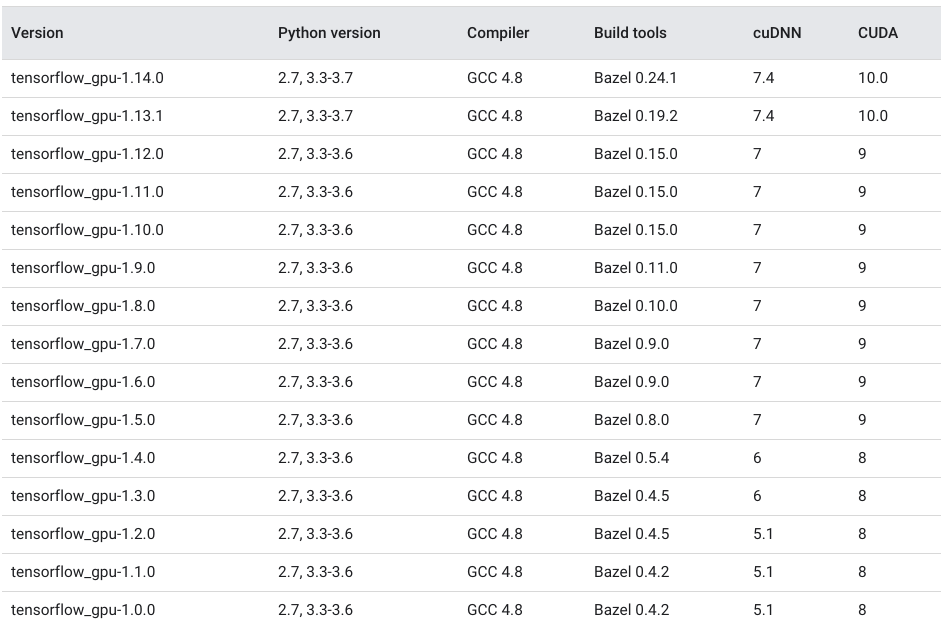 Version Python version Compiler Build tools cuDNN CUDA
tensorflow_gpu-1.14.0 2.7, 3.3-3.7 GCC 4.8 Bazel 0.24.1 7.4 10.0
tensorflow_gpu-1.13.1 2.7, 3.3-3.7 GCC 4.8 Bazel 0.19.2 7.4 10.0
tensorflow_gpu-1.12.0 2.7, 3.3-3.6 GCC 4.8 Bazel 0.15.0 7 9
tensorflow_gpu-1.11.0 2.7, 3.3-3.6 GCC 4.8 Bazel 0.15.0 7 9
tensorflow_gpu-1.10.0 2.7, 3.3-3.6 GCC 4.8 Bazel 0.15.0 7 9
tensorflow_gpu-1.9.0 2.7, 3.3-3.6 GCC 4.8 Bazel 0.11.0 7 9
tensorflow_gpu-1.8.0 2.7, 3.3-3.6 GCC 4.8 Bazel 0.10.0 7 9
tensorflow_gpu-1.7.0 2.7, 3.3-3.6 GCC 4.8 Bazel 0.9.0 7 9
tensorflow_gpu-1.6.0 2.7, 3.3-3.6 GCC 4.8 Bazel 0.9.0 7 9
tensorflow_gpu-1.5.0 2.7, 3.3-3.6 GCC 4.8 Bazel 0.8.0 7 9
tensorflow_gpu-1.4.0 2.7, 3.3-3.6 GCC 4.8 Bazel 0.5.4 6 8
tensorflow_gpu-1.3.0 2.7, 3.3-3.6 GCC 4.8 Bazel 0.4.5 6 8
tensorflow_gpu-1.2.0 2.7, 3.3-3.6 GCC 4.8 Bazel 0.4.5 5.1 8
tensorflow_gpu-1.1.0 2.7, 3.3-3.6 GCC 4.8 Bazel 0.4.2 5.1 8
tensorflow_gpu-1.0.0 2.7, 3.3-3.6 GCC 4.8 Bazel 0.4.2 5.1 8